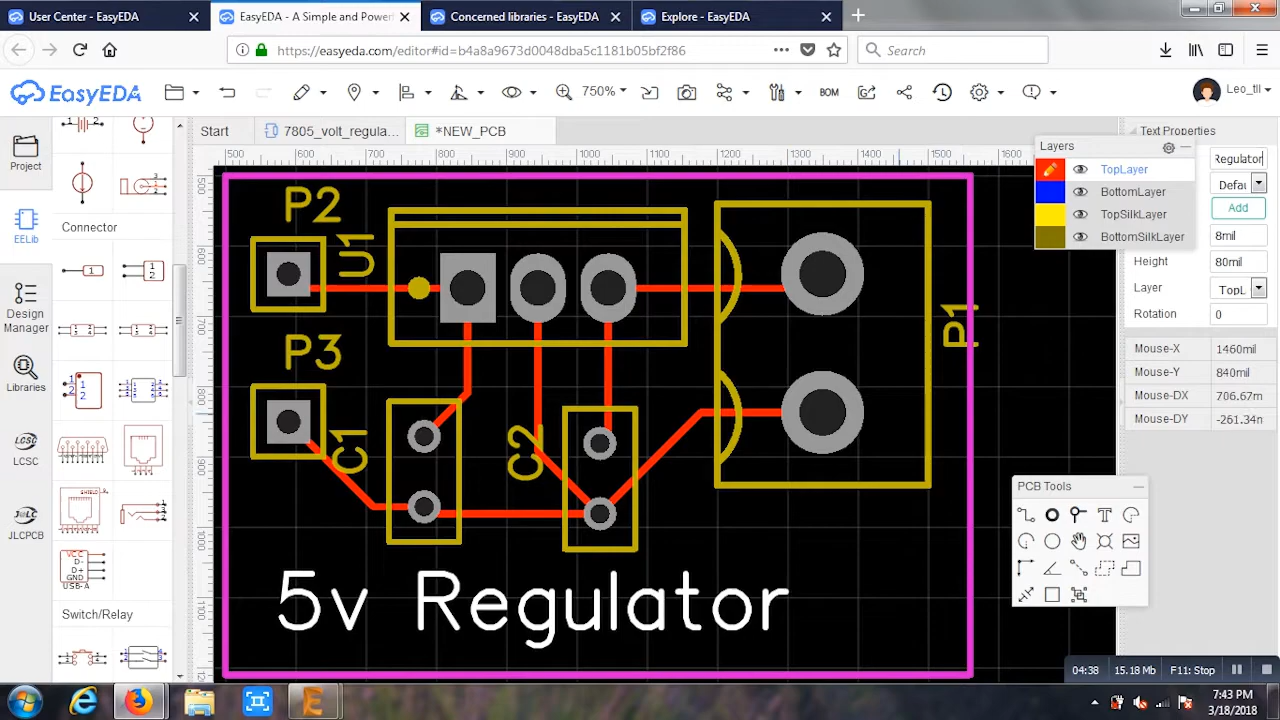 User Center - EasyEDA
EasyEDA - A Simple and Power
Concerned libraries - EasyEDA
Explore - EasyEDA
https://easyeda.com/editor#id=b4a8a9673d0048dba5c1181b05bf2f86
Search
EasyEDA
750%
BOM
Leo_til
Project
EELib
Design
Manager
Libraries
LCSC
JLCPCB
Start
7805_volt_regula...
*NEW_PCB
500 600 700 800 900 1000 1100 1200 1300 1400 1500 1600
Connector
Switch/Relay
P2
U1
P3
C1
C2
P1
5v Regulator
Layers
TopLayer
BottomLayer
TopSilkLayer
BottomSilkLayer
Text Properties
Regulator
Defau
Add
8mil
Height 80mil
Layer TopL
Rotation 0
Mouse-X 1460mil
Mouse-Y 840mil
Mouse-DX 706.67m
Mouse-DY -261.34n
PCB Tools
04:38 15.18 Mb F11: Stop
7:43 PM
3/18/2018